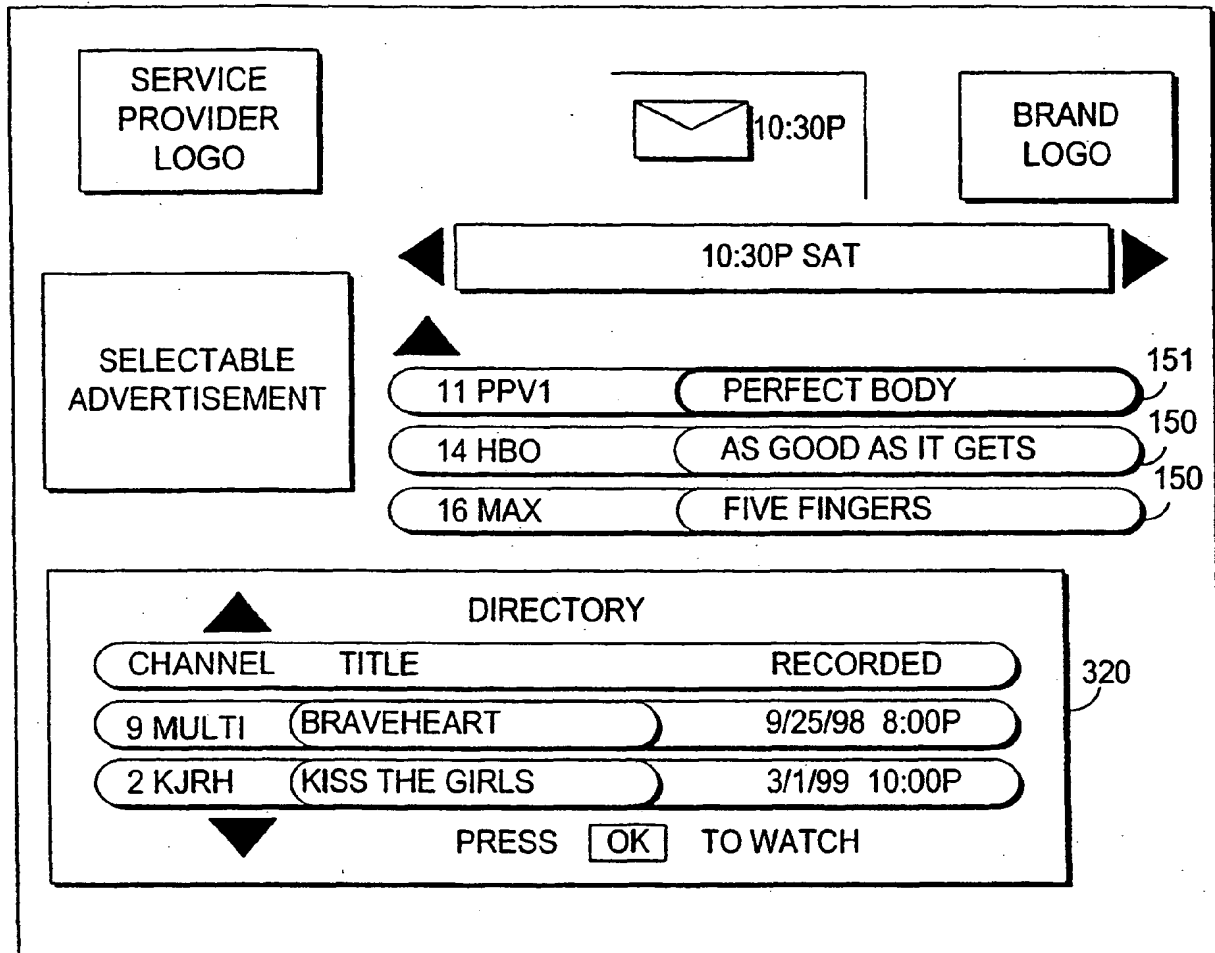 SERVICE
PROVIDER
LOGO
10:30P
BRAND
LOGO
10:30P SAT
SELECTABLE
ADVERTISEMENT
11 PPV1 PERFECT BODY 151
14 HBO AS GOOD AS IT GETS 150
16 MAX FIVE FINGERS 150
DIRECTORY
CHANNEL TITLE RECORDED
320
9 MULTI BRAVEHEART 9/25/98 8:00P
2 KJRH KISS THE GIRLS 3/1/99 10:00P
PRESS OK TO WATCH